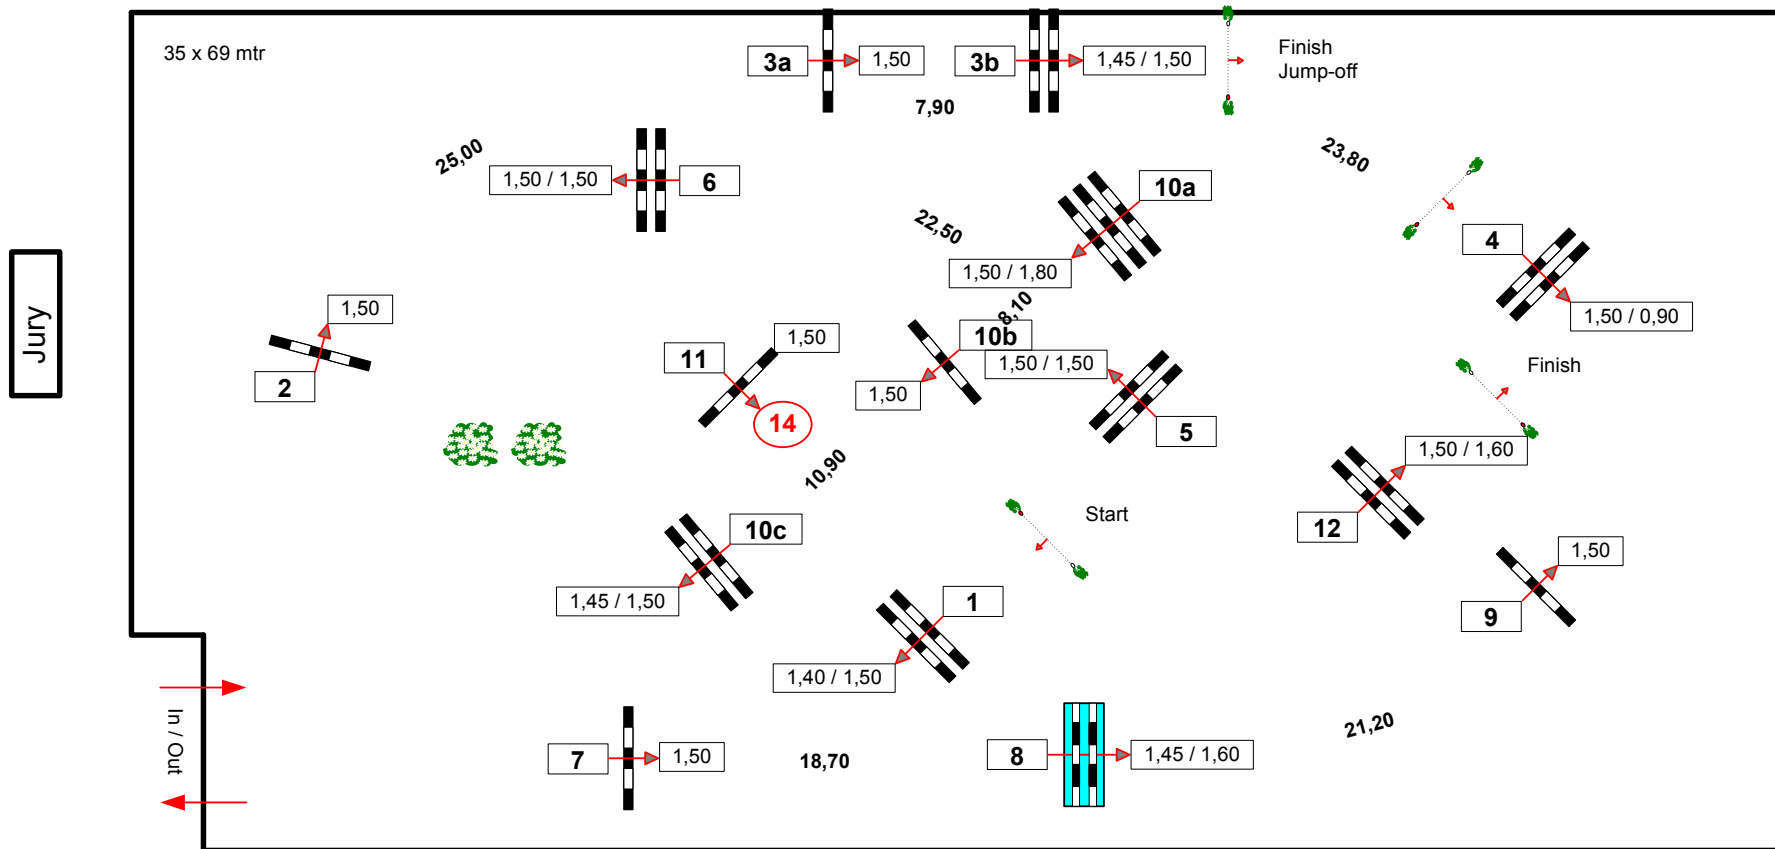 35 x 69 mtr
3a
1,50
3b
1,45 / 1,50
Finish
Jump-off
7,90
25,00
1,50 / 1,50
6
23,80
10a
22,50
1,50 / 1,80
4
1,50 / 0,90
8,10
Jury
1,50
2
11
1,50
10b
1,50 / 1,50
1,50
14
5
Finish
1,50 / 1,60
10,90
12
Start
10c
1,45 / 1,50
1
1,40 / 1,50
1,50
9
In / Out
7
1,50
18,70
8
1,45 / 1,60
21,20